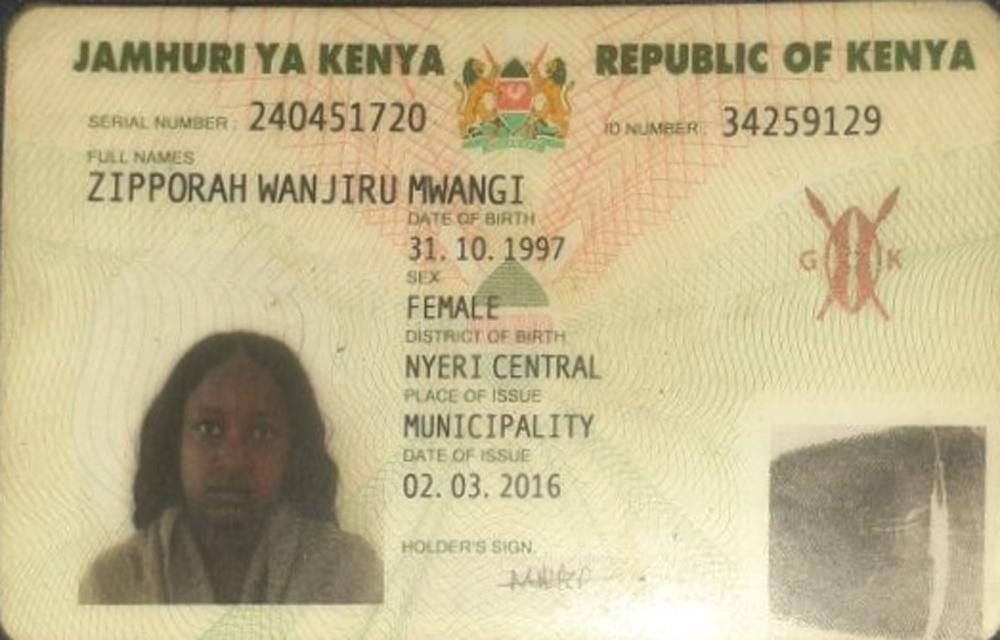 JAMHURI YA KENYA REPUBLIC OF KENYA
SERIAL NUMBER : 240451720 ID NUMBER : 34259129
FULL NAMES
ZIPPORAH WANJIRU MWANGI
DATE OF BIRTH
31. 10. 1997
SEX
G K
FEMALE
DISTRICT OF BIRTH
NYERI CENTRAL
PLACE OF ISSUE
MUNICIPALITY
DATE OF ISSUE
02. 03. 2016
HOLDER'S SIGN.